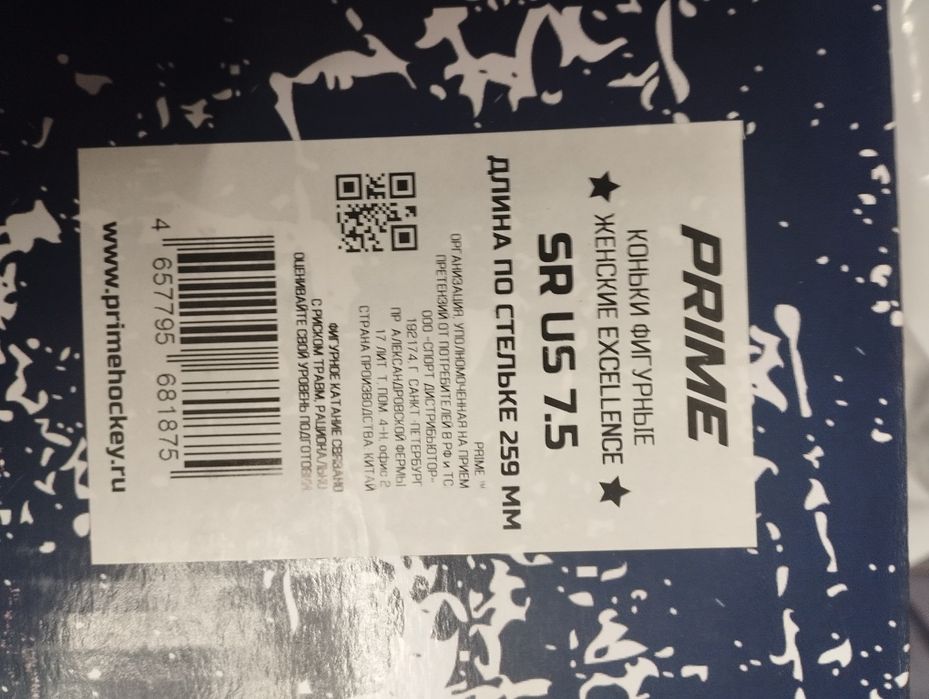 PRIME
КОНЬКИ ФИГУРНЫЕ
ЖЕНСКИЕ EXCELLENCE
SR US 7.5
ДЛИНА ПО СТЕЛЬКЕ 259 ММ
PRIME ™
ОРГАНИЗАЦИЯ, УПОЛНОМОЧЕННАЯ НА ПРИЕМ
ПРЕТЕНЗИЙ ОТ ПОТРЕБИТЕЛЕЙ В РФ И ТС
ООО «СПОРТ ДИСТРИБЬЮТОР»
192174, Г. САНКТ-ПЕТЕРБУРГ
ПР. АЛЕКСАНДРОВСКОЙ ФЕРМЫ
17 ЛИТ Т, ПОМ. 4-Н, офис 2
СТРАНА ПРОИЗВОДСТВА: КИТАЙ
ФИГУРНОЕ КАТАНИЕ СВЯЗАНО
С РИСКОМ ТРАВМ, РАЦИОНАЛЬНО
ОЦЕНИВАЙТЕ СВОЙ УРОВЕНЬ ПОДГОТОВКИ
4 657795 681875
www.primehockey.ru